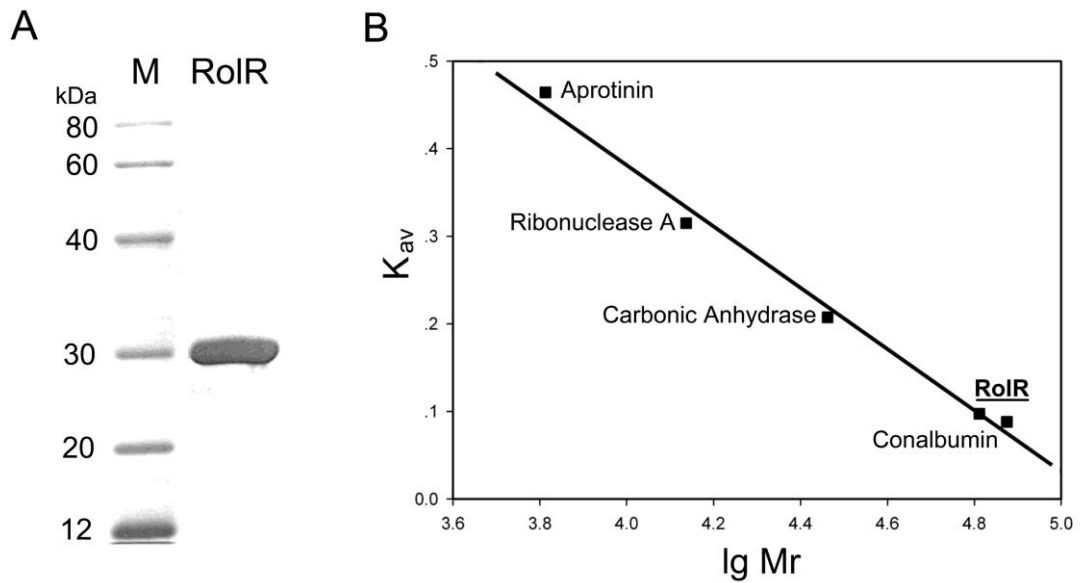 A
M RolR
kDa
80
60
40
30
20
12
B
.5
.4
.3
.2
.1
0.0
K_av
Aprotinin
Ribonuclease A
Carbonic Anhydrase
RolR
Conalbumin
3.6 3.8 4.0 4.2 4.4 4.6 4.8 5.0
lg Mr